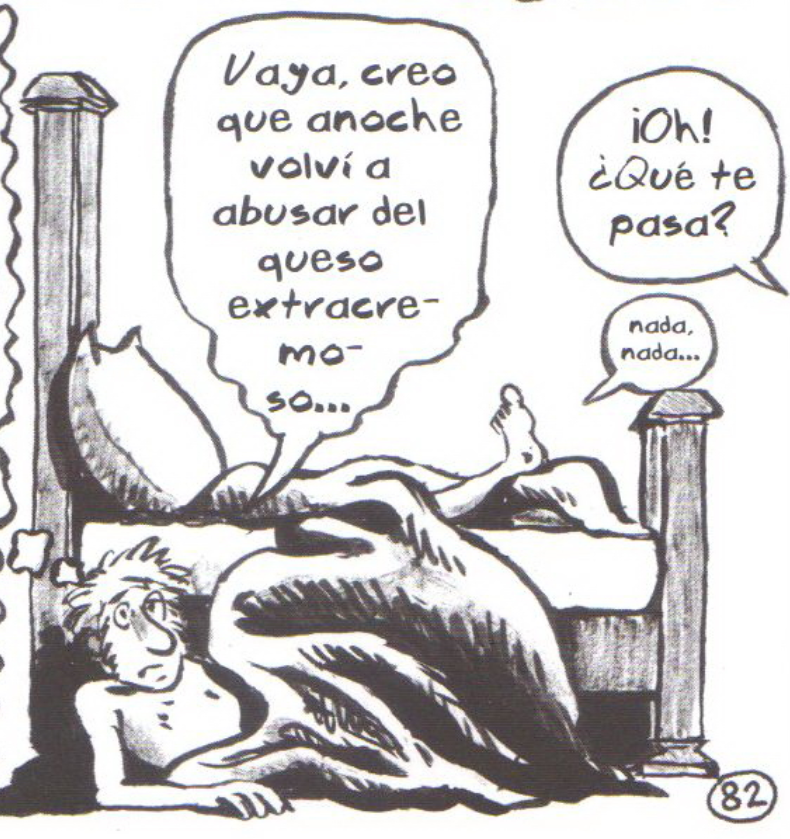 Vaya, creo
que anoche
volví a
abusar del
queso
extracre-
mo-
so...
¡Oh!
¿Qué te
pasa?
nada,
nada...
82